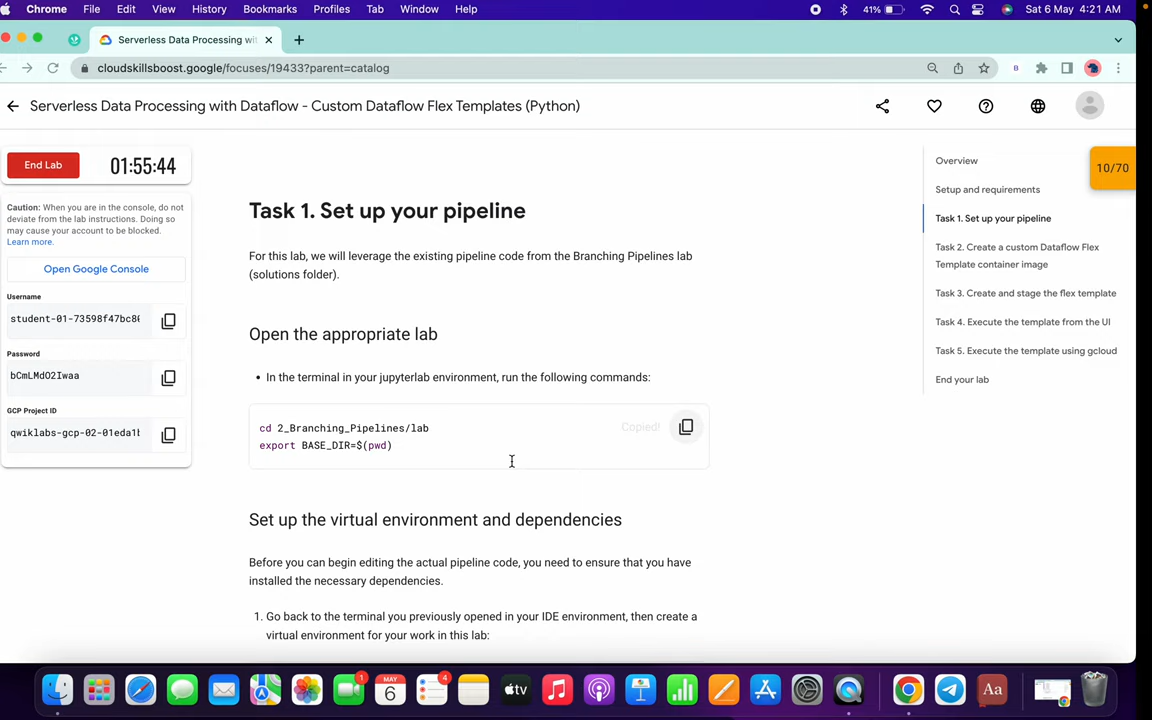 Chrome File Edit View History Bookmarks Profiles Tab Window Help 41% Sat 6 May 4:21 AM
Serverless Data Processing wit
cloudskillsboost.google/focuses/19433?parent=catalog
B
Serverless Data Processing with Dataflow - Custom Dataflow Flex Templates (Python)
End Lab 01:55:44
Caution: When you are in the console, do not
deviate from the lab instructions. Doing so
may cause your account to be blocked.
Learn more.
Open Google Console
Username
student-01-73598f47bc8
Password
bCmLMdO2Iwaa
GCP Project ID
qwiklabs-gcp-02-01eda1
Task 1. Set up your pipeline
For this lab, we will leverage the existing pipeline code from the Branching Pipelines lab
(solutions folder).
Open the appropriate lab
• In the terminal in your jupyterlab environment, run the following commands:
cd 2_Branching_Pipelines/lab
export BASE_DIR=$(pwd)
Copied!
Set up the virtual environment and dependencies
Before you can begin editing the actual pipeline code, you need to ensure that you have
installed the necessary dependencies.
1. Go back to the terminal you previously opened in your IDE environment, then create a
virtual environment for your work in this lab:
Overview
Setup and requirements
Task 1. Set up your pipeline
Task 2. Create a custom Dataflow Flex
Template container image
Task 3. Create and stage the flex template
Task 4. Execute the template from the UI
Task 5. Execute the template using gcloud
End your lab
10/70
1
MAY
6
4
tv
Aa